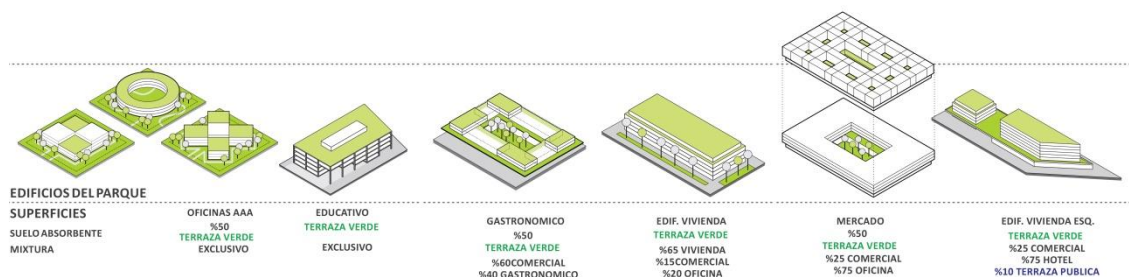 EDIFICIOS DEL PARQUE
SUPERFICIES
SUELO ABSORBENTE
MIXTURA
OFICINAS AAA
%50
TERRAZA VERDE
EXCLUSIVO
EDUCATIVO
TERRAZA VERDE
EXCLUSIVO
GASTRONOMICO
%50
TERRAZA VERDE
%60COMERCIAL
%40 GASTRONOMICO
EDIF. VIVIENDA
TERRAZA VERDE
%65 VIVIENDA
%15COMERCIAL
%20 OFICINA
MERCADO
%50
TERRAZA VERDE
%25 COMERCIAL
%75 OFICINA
EDIF. VIVIENDA ESQ.
TERRAZA VERDE
%25 COMERCIAL
%75 HOTEL
%10 TERRAZA PUBLICA